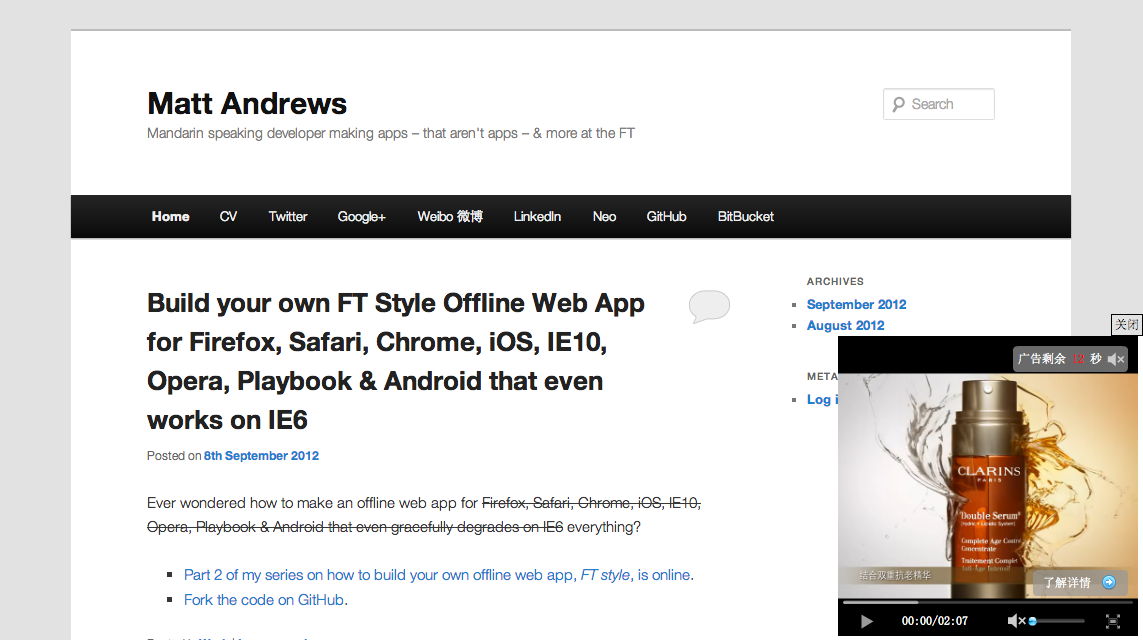 Matt Andrews
Mandarin speaking developer making apps – that aren't apps – & more at the FT
Search
Home CV Twitter Google+ Weibo 微博 LinkedIn Neo GitHub BitBucket
Build your own FT Style Offline Web App
for Firefox, Safari, Chrome, iOS, IE10,
Opera, Playbook & Android that even
works on IE6
Posted on 8th September 2012
Ever wondered how to make an offline web app for Firefox, Safari, Chrome, iOS, IE10,
Opera, Playbook & Android that even gracefully degrades on IE6 everything?
Part 2 of my series on how to build your own offline web app, FT style, is online.
Fork the code on GitHub.
ARCHIVES
September 2012
August 2012
META
Log i
关闭
广告剩余 12 秒
CLARINS
PARIS
Double Serum
[Hydric + Lipidic System]
Complete Age Control
Concentrate
Traitement Complet
Anti-Age Intensif
结合双重抗老精华
了解详情
00:00/02:07